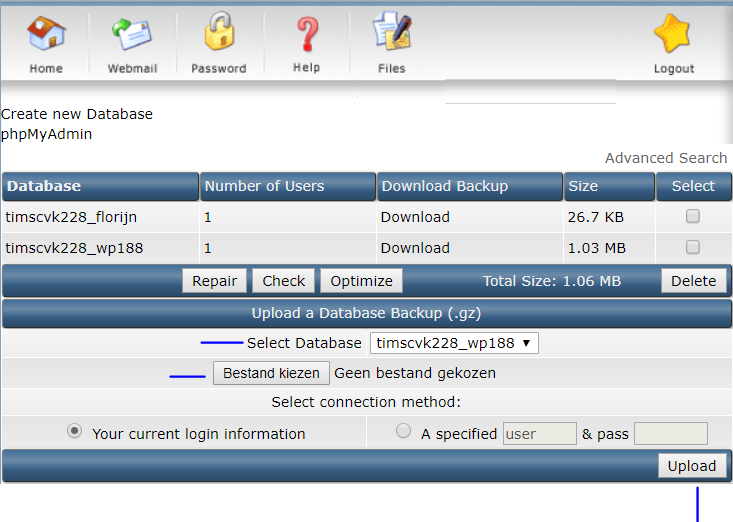 Home Webmail Password Help Files Logout
Create new Database
phpMyAdmin
Advanced Search
Database Number of Users Download Backup Size Select
timscvk228_florijn 1 Download 26.7 KB
timscvk228_wp188 1 Download 1.03 MB
Repair Check Optimize Total Size: 1.06 MB Delete
Upload a Database Backup (.gz)
Select Database timscvk228_wp188
Bestand kiezen Geen bestand gekozen
Select connection method:
Your current login information A specified user & pass
Upload